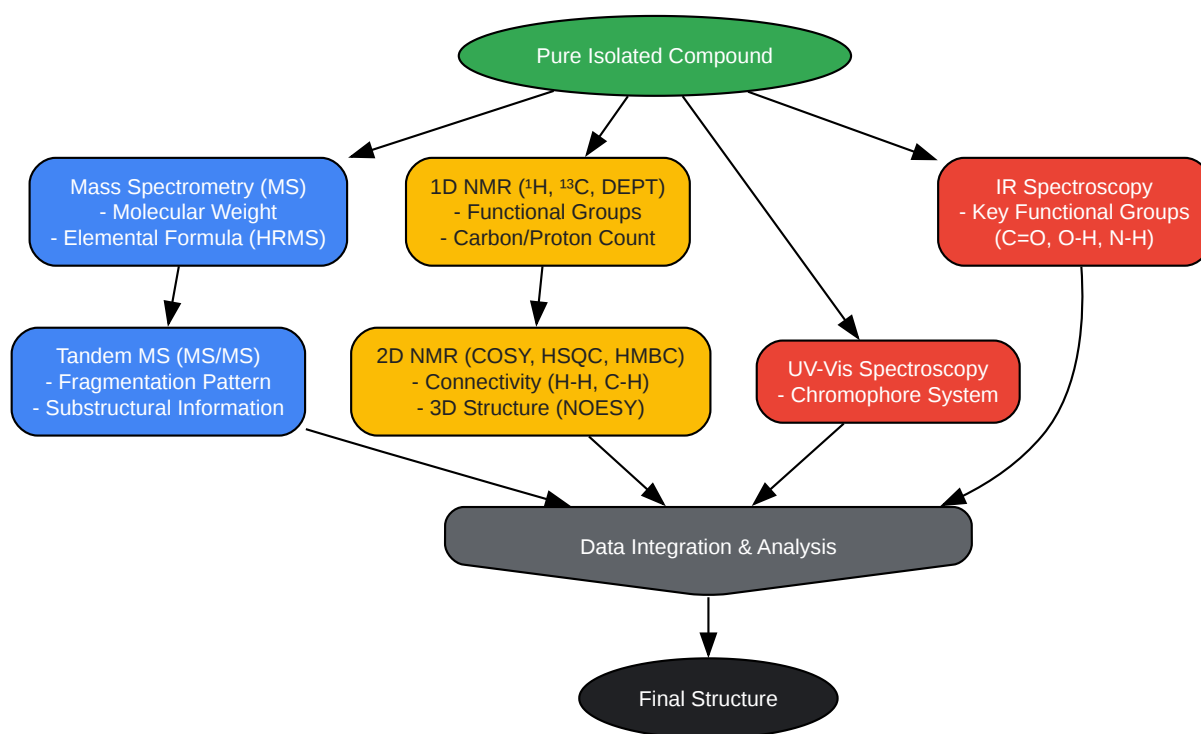 Pure Isolated Compound
Mass Spectrometry (MS)
- Molecular Weight
- Elemental Formula (HRMS)
1D NMR (¹H, ¹³C, DEPT)
- Functional Groups
- Carbon/Proton Count
IR Spectroscopy
- Key Functional Groups
(C=O, O-H, N-H)
Tandem MS (MS/MS)
- Fragmentation Pattern
- Substructural Information
2D NMR (COSY, HSQC, HMBC)
- Connectivity (H-H, C-H)
- 3D Structure (NOESY)
UV-Vis Spectroscopy
- Chromophore System
Data Integration & Analysis
Final Structure